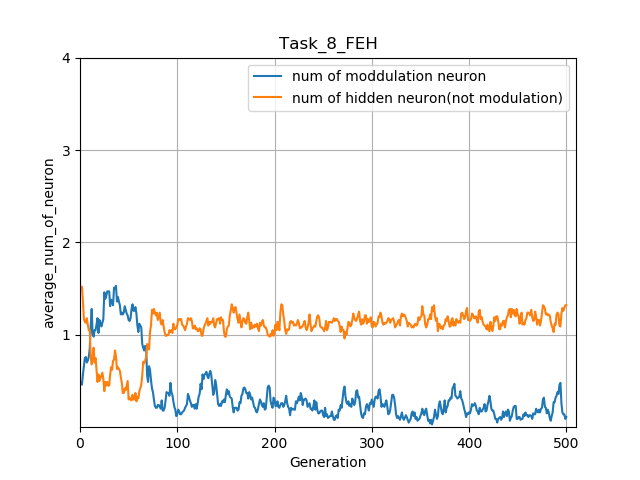 Task_8_FEH
num of moddulation neuron
num of hidden neuron(not modulation)
average_num_of_neuron
4
3
2
1
0 100 200 300 400 500
Generation